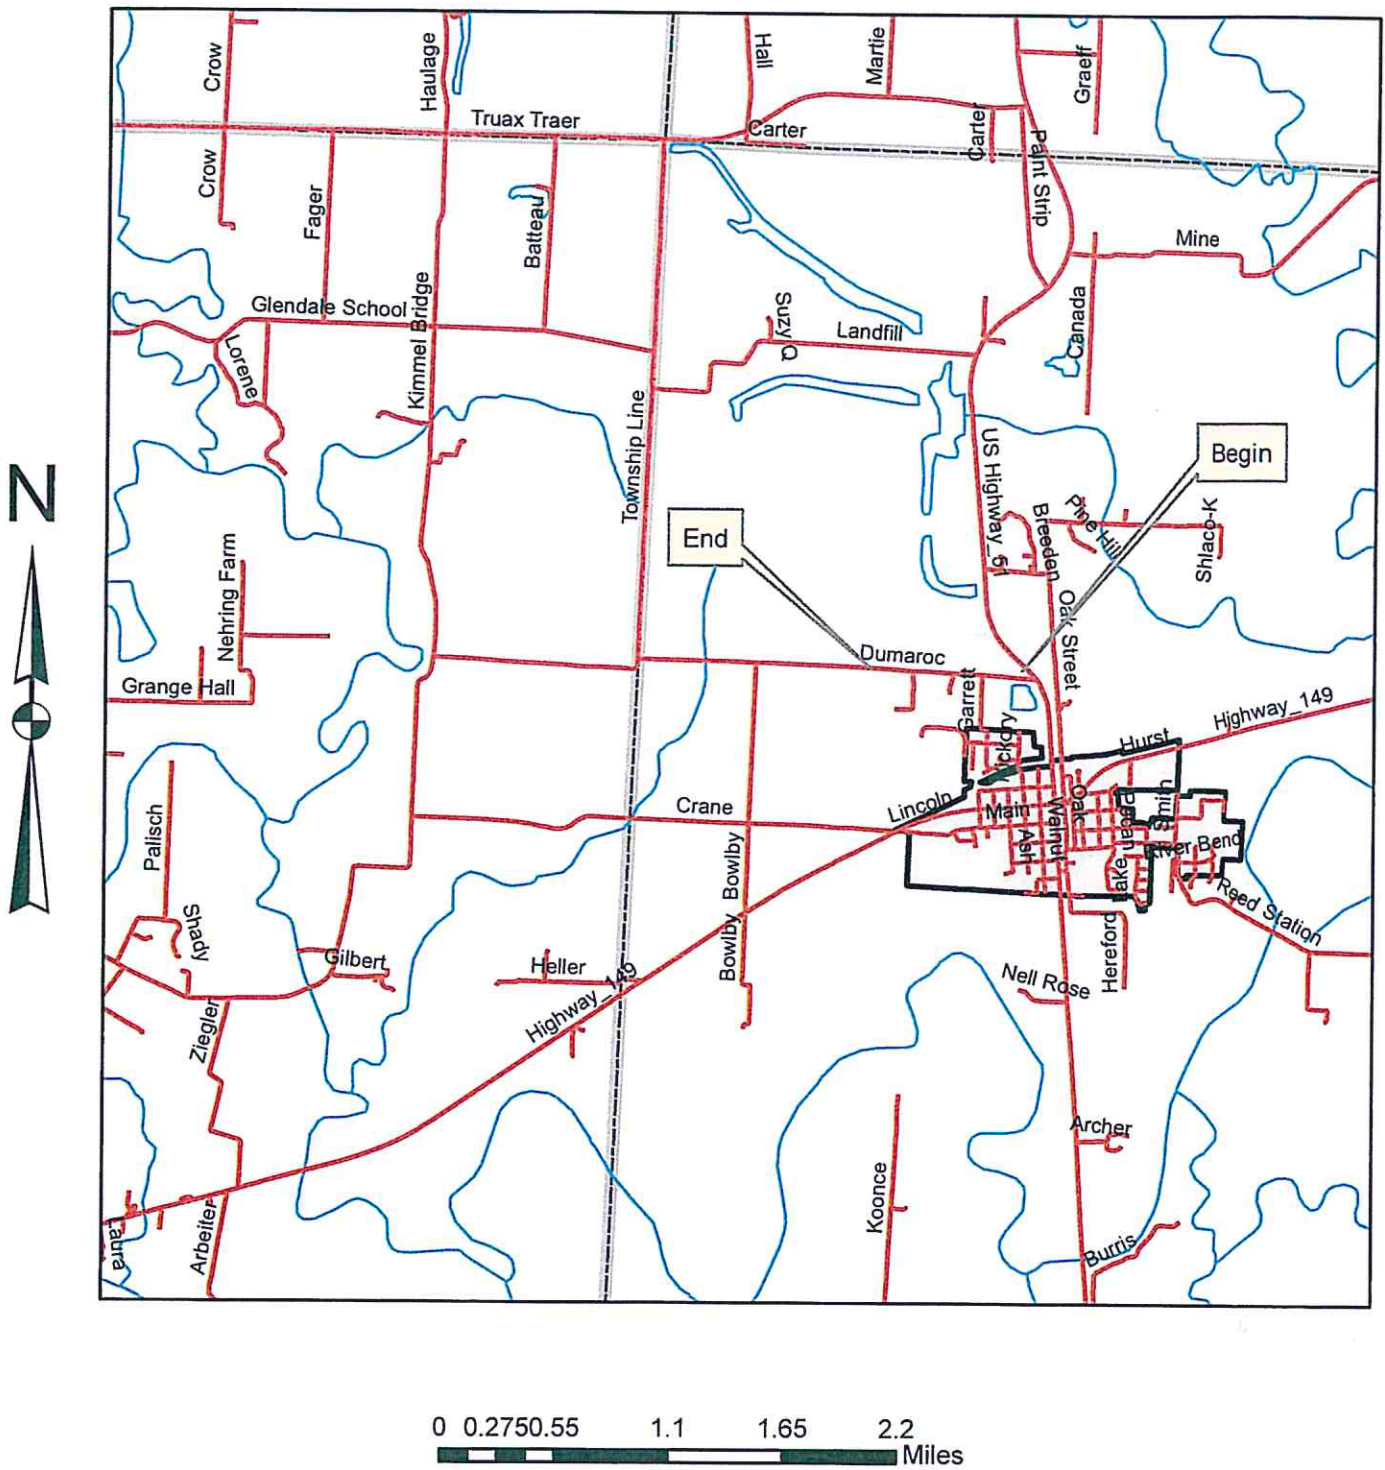 Crow
Haulage
Hall
Martie
Graeff
Truax Traer
Carter
Carter
Crow
Fager
Batteau
Paint Strip
Mine
Glendale School
Kimmel Bridge
Suzy Q
Landfill
Canada
Lorene
Township Line
US Highway_51
Begin
N
End
Breeden
Pine Hill
Shlaco-K
Nehring Farm
Oak Street
Dumaroc
Grange Hall
Garrett
Hickory
Highway_149
Hurst
Palisch
Crane
Lincoln
Main
Oak
Walnut
Ash
Smith
River Bend
Lake
Bowlby
Reed Station
Shady
Gilbert
Heller
Bowlby
Highway_149
Nell Rose
Hereford
Ziegler
Archer
Koonce
Laura
Arbeiter
Burris
0 0.2750.55 1.1 1.65 2.2
Miles